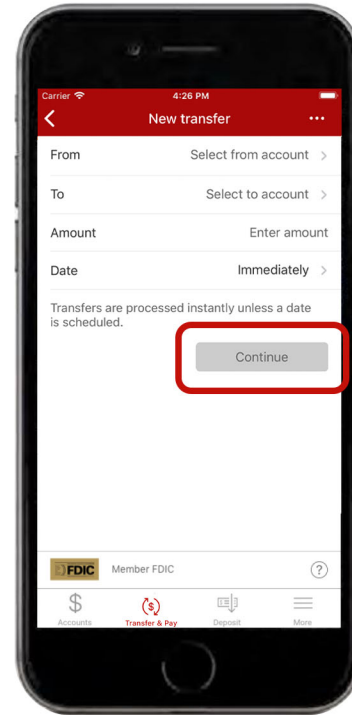 Carrier 4:26 PM
New transfer
From Select from account
To Select to account
Amount Enter amount
Date Immediately
Transfers are processed instantly unless a date
is scheduled.
Continue
FDIC Member FDIC ?
$ $
Accounts Transfer & Pay Deposit More